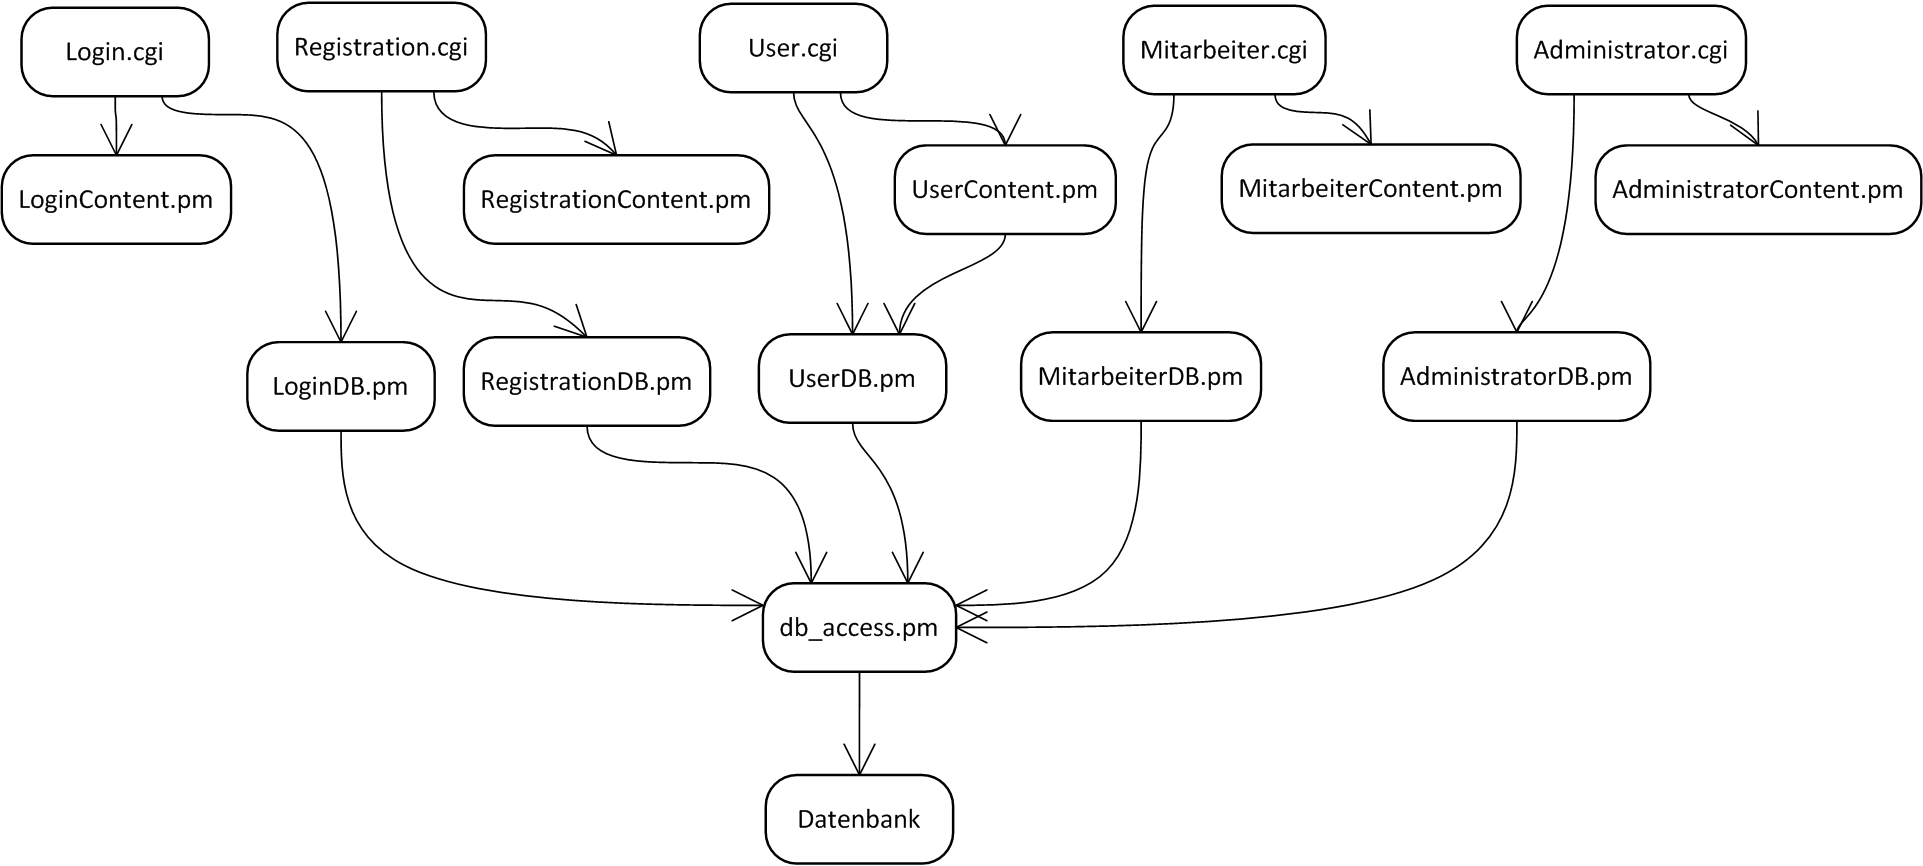 Login.cgi
Registration.cgi
User.cgi
Mitarbeiter.cgi
Administrator.cgi
LoginContent.pm
RegistrationContent.pm
UserContent.pm
MitarbeiterContent.pm
AdministratorContent.pm
LoginDB.pm
RegistrationDB.pm
UserDB.pm
MitarbeiterDB.pm
AdministratorDB.pm
db_access.pm
Datenbank